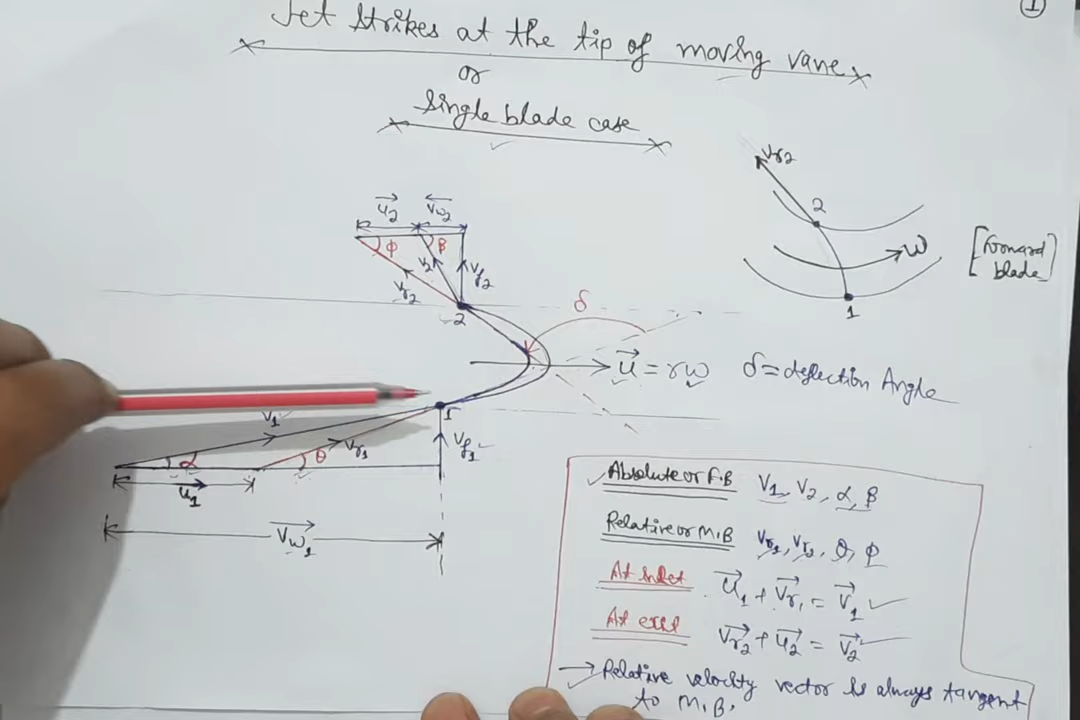 1
Jet strikes at the tip of moving vane
or
Single blade case
Vr2
2
ω
[forward blade]
1
u2 Vw2
ϕ β
V2 Vf2
Vr2
2
δ
u = rω δ = deflection Angle
1
V1 Vr1 Vf1
α θ
u1
Vw1
Absolute or F.B V1, V2, α, β
Relative or M.B Vr1, Vr2, θ, ϕ
At Inlet u1 + Vr1 = V1
At exit Vr2 + u2 = V2
→ Relative velocity vector is always tangent
to M.B.